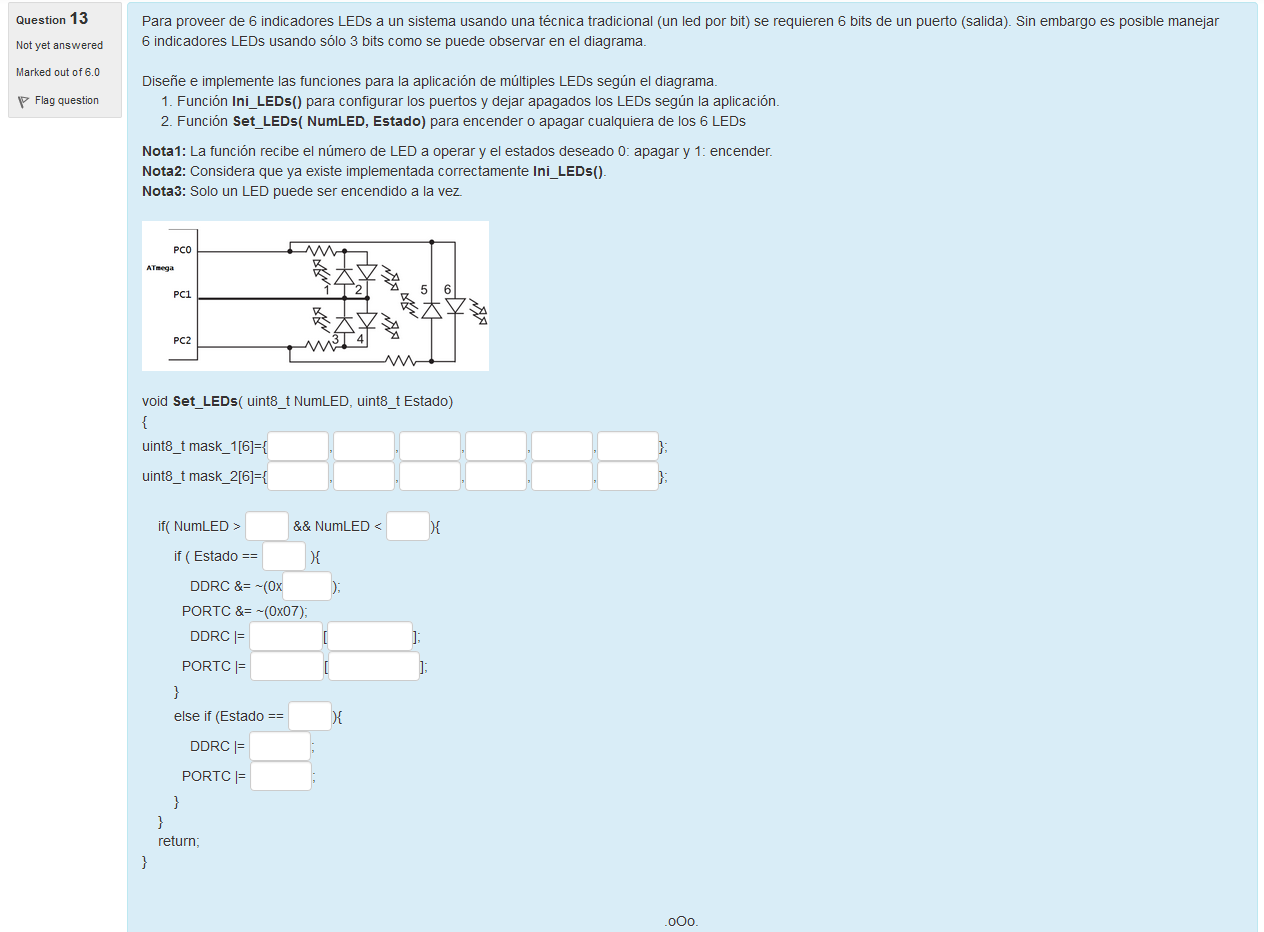 Question 13
Not yet answered
Marked out of 6.0
Flag question
Para proveer de 6 indicadores LEDs a un sistema usando una técnica tradicional (un led por bit) se requieren 6 bits de un puerto (salida). Sin embargo es posible manejar
6 indicadores LEDs usando sólo 3 bits como se puede observar en el diagrama.
Diseñe e implemente las funciones para la aplicación de múltiples LEDs según el diagrama.
1. Función Ini_LEDs() para configurar los puertos y dejar apagados los LEDs según la aplicación.
2. Función Set_LEDs( NumLED, Estado) para encender o apagar cualquiera de los 6 LEDs
Nota1: La función recibe el número de LED a operar y el estados deseado 0: apagar y 1: encender.
Nota2: Considera que ya existe implementada correctamente Ini_LEDs().
Nota3: Solo un LED puede ser encendido a la vez.
PC0
ATmega
PC1
PC2
1 2 5 6
3 4
void Set_LEDs( uint8_t NumLED, uint8_t Estado)
{
uint8_t mask_1[6]={ , , , , , };
uint8_t mask_2[6]={ , , , , , };
if( NumLED > && NumLED < ){
if ( Estado == ){
DDRC &= ~(0x );
PORTC &= ~(0x07);
DDRC |= [ ];
PORTC |= [ ];
}
else if (Estado == ){
DDRC |= ;
PORTC |= ;
}
}
return;
}
.oOo.